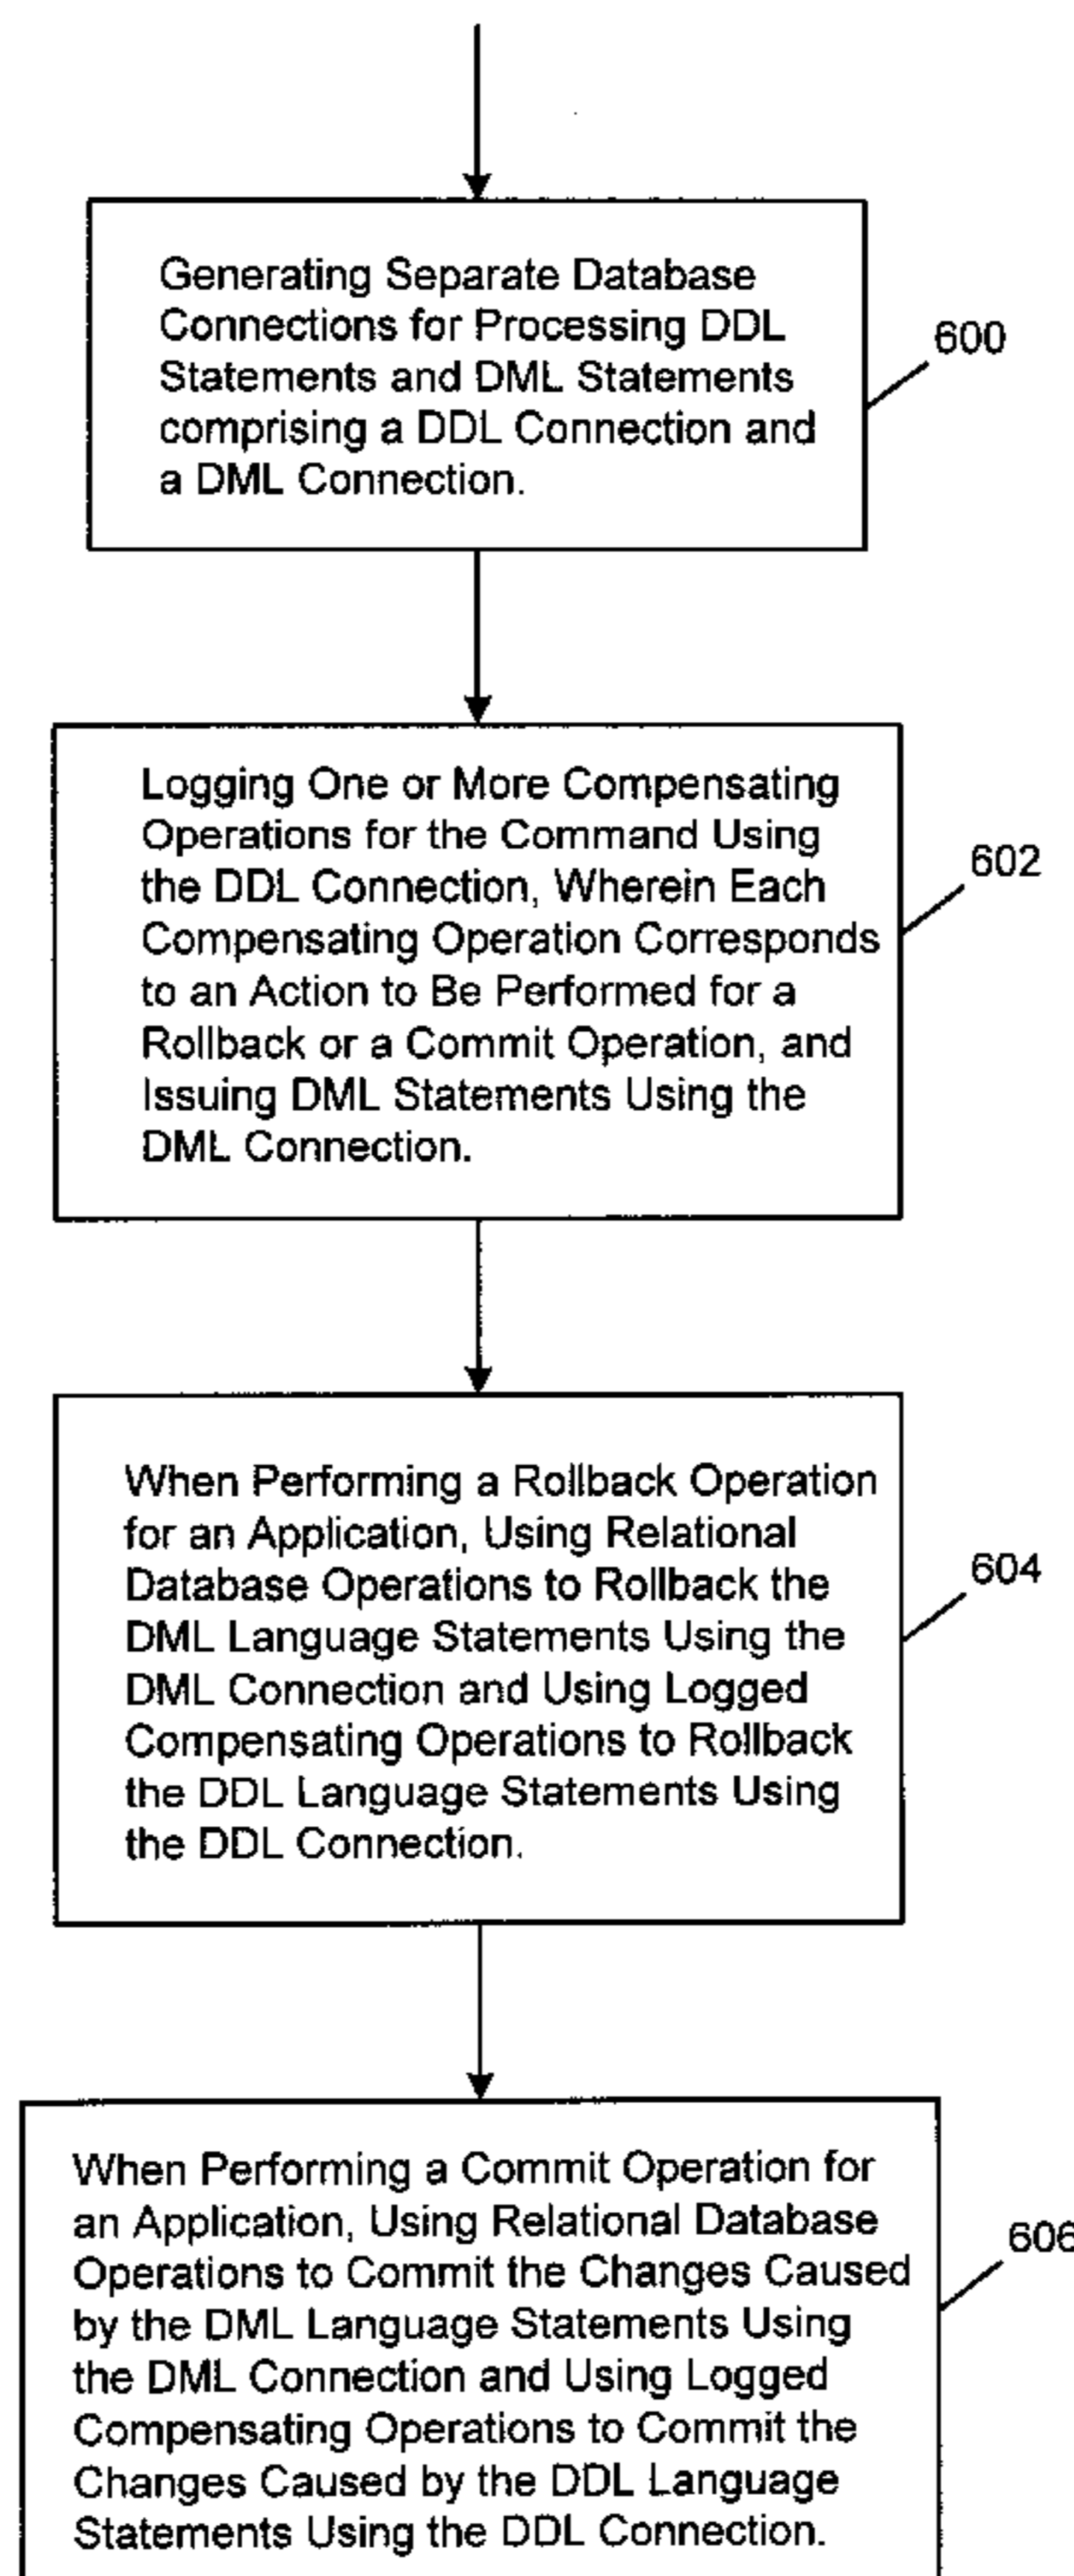 Generating Separate Database
Connections for Processing DDL
Statements and DML Statements
comprising a DDL Connection and
a DML Connection.
600
Logging One or More Compensating
Operations for the Command Using
the DDL Connection, Wherein Each
Compensating Operation Corresponds
to an Action to Be Performed for a
Rollback or a Commit Operation, and
Issuing DML Statements Using the
DML Connection.
602
When Performing a Rollback Operation
for an Application, Using Relational
Database Operations to Rollback the
DML Language Statements Using the
DML Connection and Using Logged
Compensating Operations to Rollback
the DDL Language Statements Using
the DDL Connection.
604
When Performing a Commit Operation for
an Application, Using Relational Database
Operations to Commit the Changes Caused
by the DML Language Statements Using
the DML Connection and Using Logged
Compensating Operations to Commit the
Changes Caused by the DDL Language
Statements Using the DDL Connection.
606